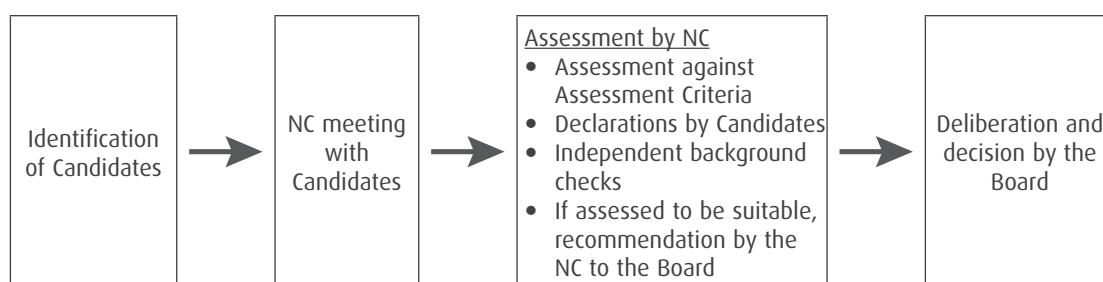 Identification
of Candidates
NC meeting
with
Candidates
Assessment by NC
• Assessment against
Assessment Criteria
• Declarations by Candidates
• Independent background
checks
• If assessed to be suitable,
recommendation by the
NC to the Board
Deliberation and
decision by the
Board